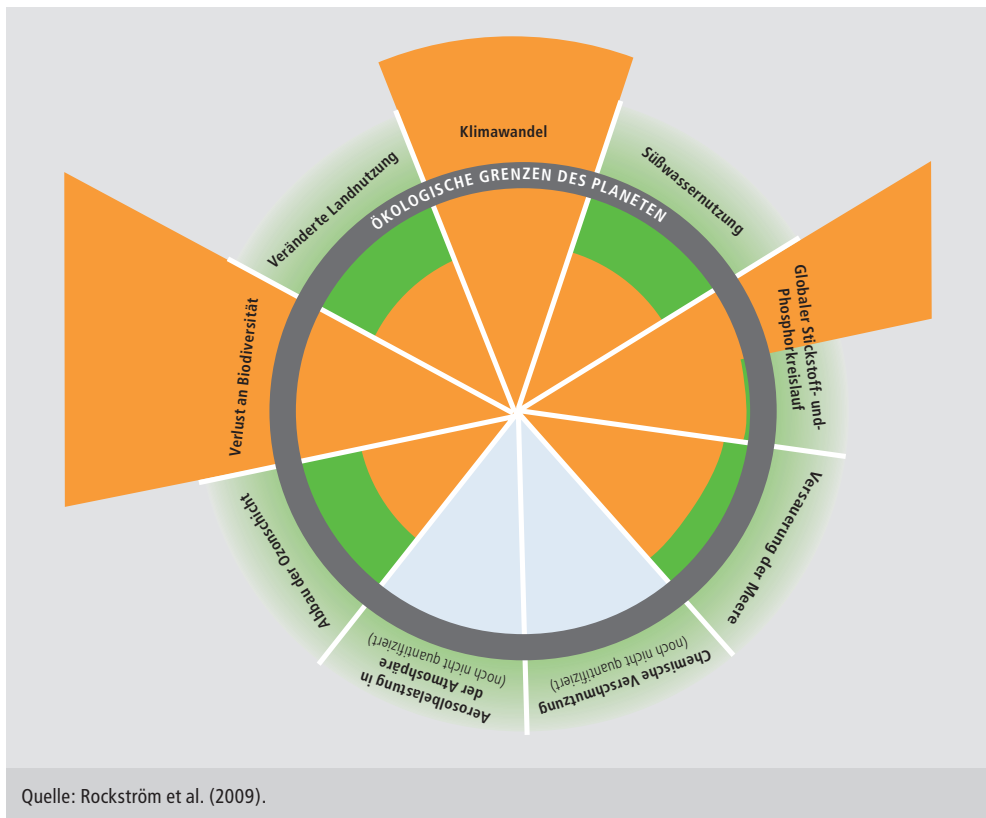 Klimawandel
ÖKOLOGISCHE GRENZEN DES PLANETEN
Süßwassernutzung
Globaler Stickstoff- und-
Phosphorkreislauf
Versauerung der Meere
Chemische Verschmutzung
(noch nicht quantifiziert)
Aerosolbelastung in
der Atmoshpäre
(noch nicht quantifiziert)
Abbau der Ozonschicht
Verlust an Biodiversität
Veränderte Landnutzung
Quelle: Rockström et al. (2009).